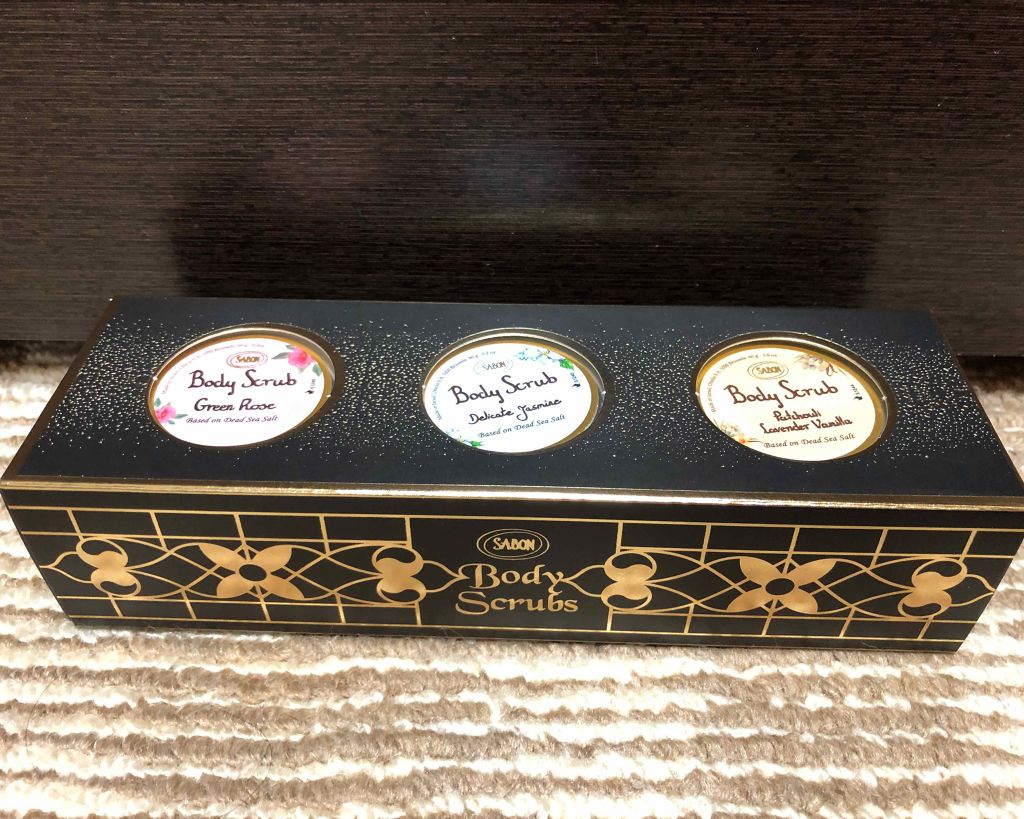 SABON
Body Scrub
Green Rose
Based on Dead Sea Salt
SABON
Body Scrub
Delicate Jasmine
Based on Dead Sea Salt
SABON
Body Scrub
Patchouli
Lavender Vanilla
Based on Dead Sea Salt
SABON
Body
Scrubs